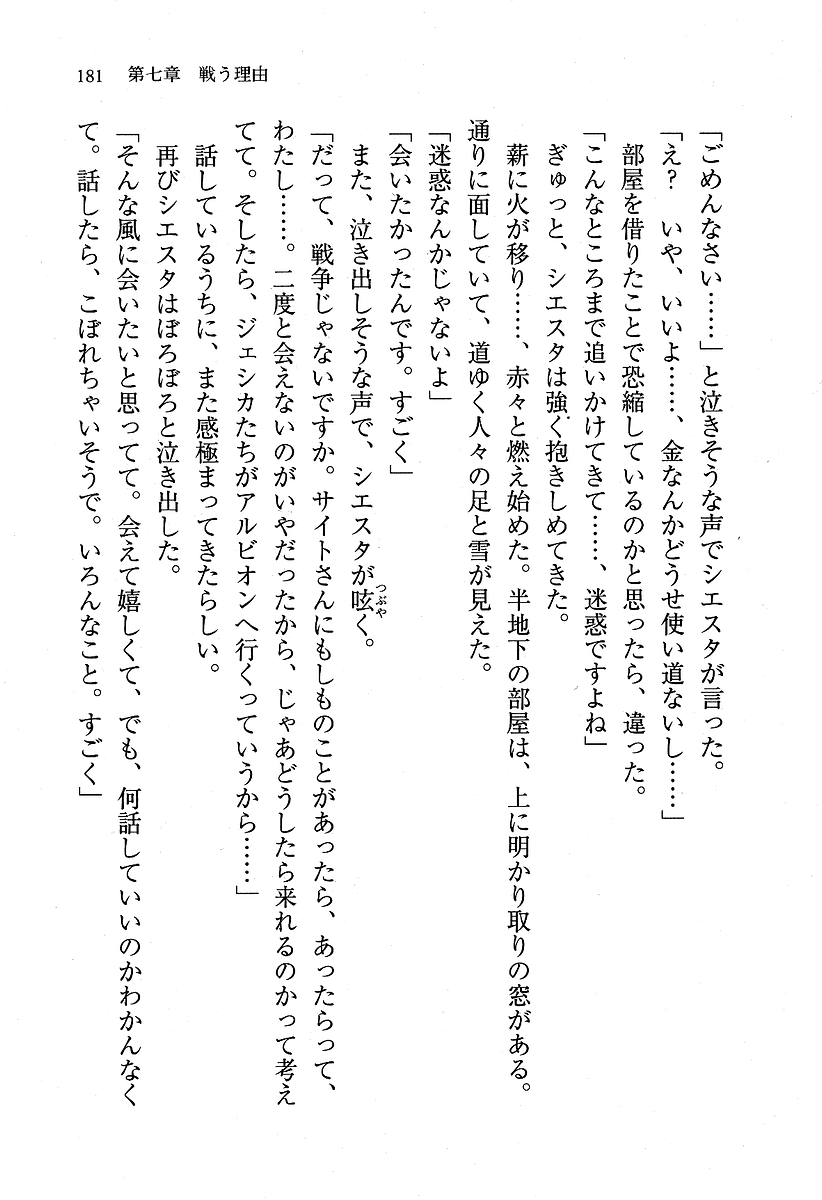 181　第七章　戦う理由
「ごめんなさい……」と泣きそうな声でシエスタが言った。
「え?　いや、いいよ……、金なんかどうせ使い道ないし……」
　部屋を借りたことで恐縮しているのかと思ったら、違った。
「こんなところまで追いかけてきて……、迷惑ですよね」
　ぎゅっと、シエスタは強く抱きしめてきた。
　薪に火が移り……、赤々と燃え始めた。半地下の部屋は、上に明かり取りの窓がある。
通りに面していて、道ゆく人々の足と雪が見えた。
「迷惑なんかじゃないよ」
「会いたかったんです。すごく」
　また、泣き出しそうな声で、シエスタが呟く。
つぶや
「だって、戦争じゃないですか。サイトさんにもしものことがあったら、あったらって、
わたし……。二度と会えないのがいやだったから、じゃあどうしたら来れるのかって考え
てて。そしたら、ジェシカたちがアルビオンへ行くっていうから……」
　話しているうちに、また感極まってきたらしい。
　再びシエスタはぼろぼろと泣き出した。
「そんな風に会いたいと思ってて。会えて嬉しくて、でも、何話していいのかわかんなく
て。話したら、こぼれちゃいそうで。いろんなこと。すごく」